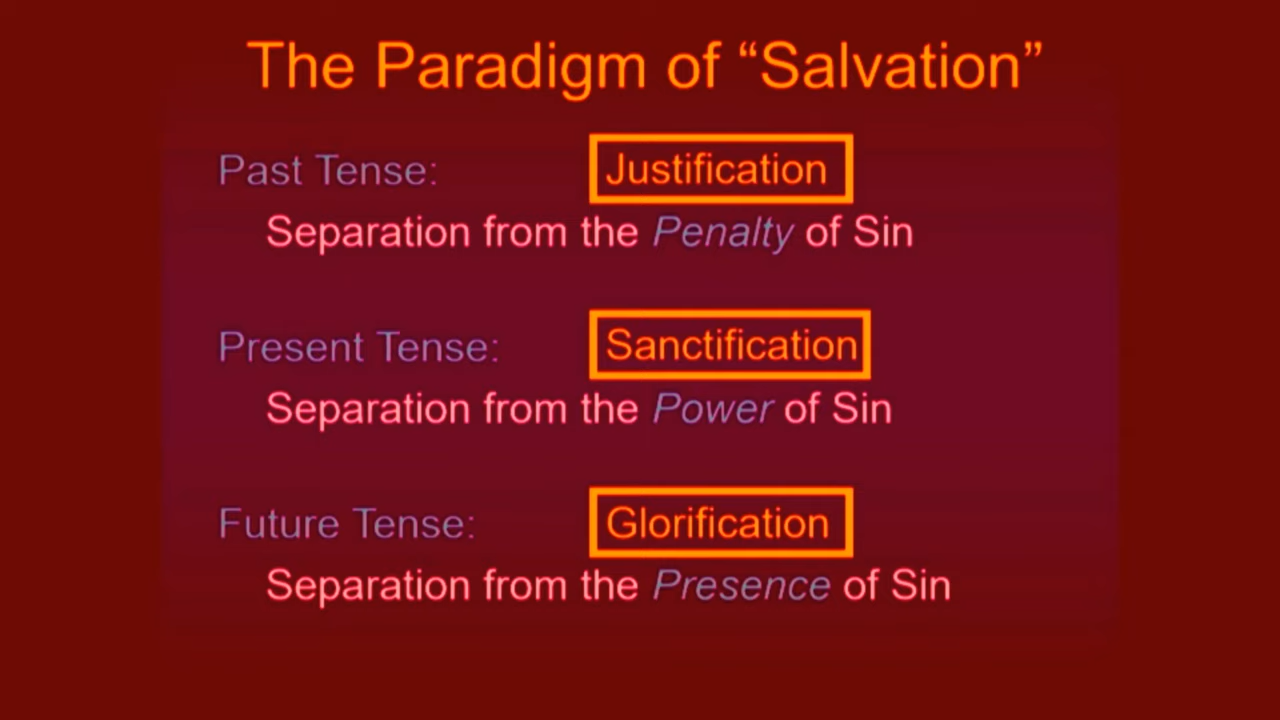 The Paradigm of “Salvation”
Past Tense: Justification
Separation from the Penalty of Sin
Present Tense: Sanctification
Separation from the Power of Sin
Future Tense: Glorification
Separation from the Presence of Sin